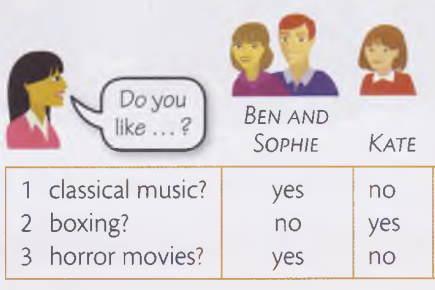 Do you
like ... ?
BEN AND
SOPHIE
KATE
1 classical music? yes no
2 boxing? no yes
3 horror movies? yes no